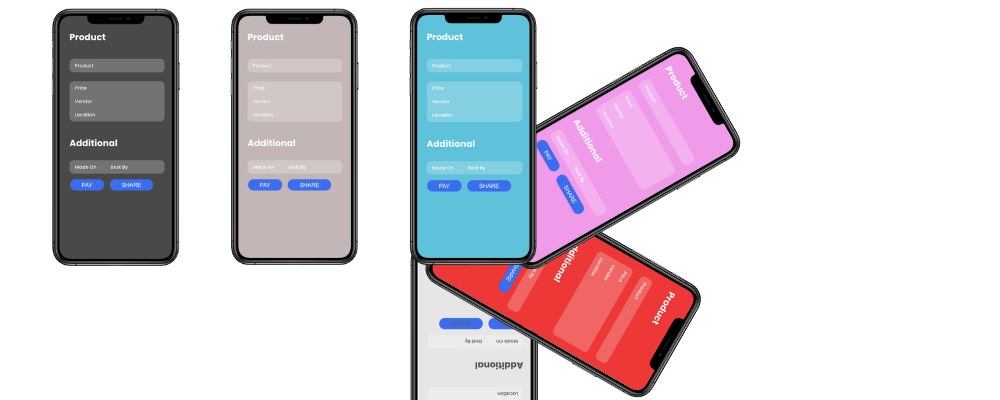 Product
Product
Price
Vendor
Location
Additional
Made On Best By
PAY SHARE
Product
Product
Price
Vendor
Location
Additional
Made On Best By
PAY SHARE
Product
Product
Price
Vendor
Location
Additional
Made On Best By
PAY SHARE
Product
Product
Price
Vendor
Location
Additional
Made On Best By
PAY SHARE
Product
Product
Price
Vendor
Location
Additional
SHARE
Location
Additional
Made On Best By